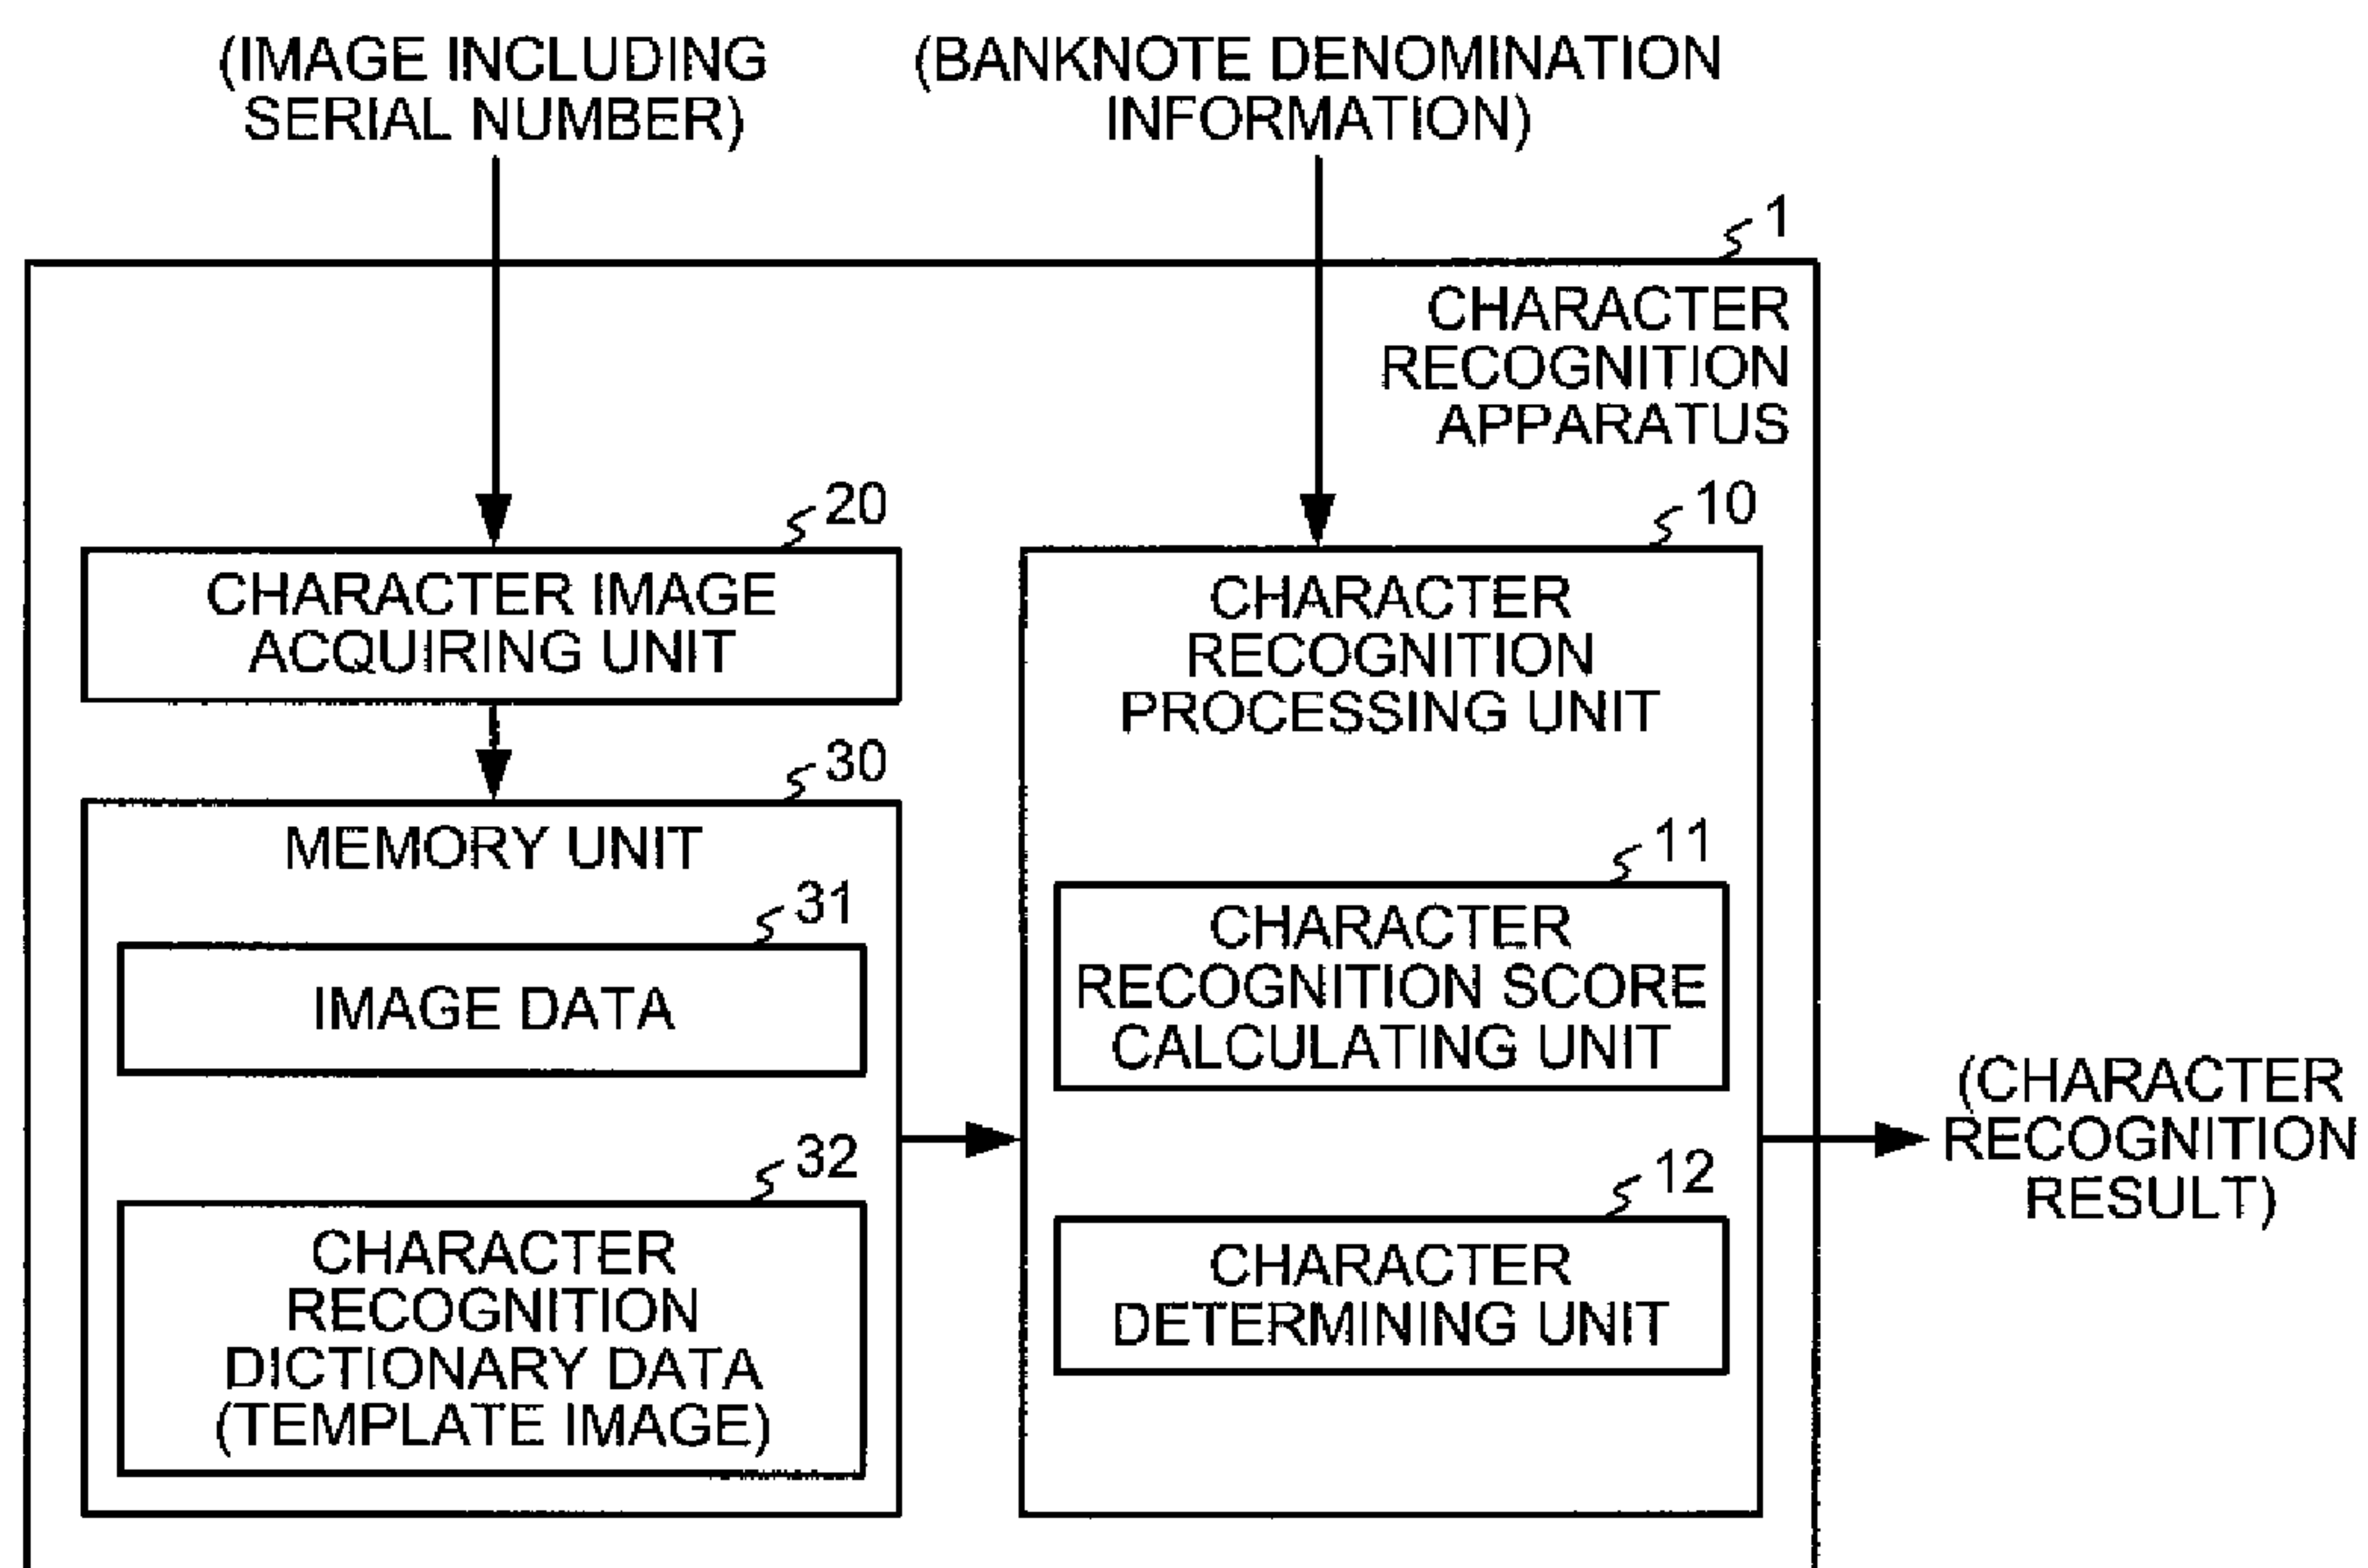 (IMAGE INCLUDING
SERIAL NUMBER)
(BANKNOTE DENOMINATION
INFORMATION)
1
CHARACTER
RECOGNITION
APPARATUS
20
CHARACTER IMAGE
ACQUIRING UNIT
30
MEMORY UNIT
31
IMAGE DATA
32
CHARACTER
RECOGNITION
DICTIONARY DATA
(TEMPLATE IMAGE)
10
CHARACTER
RECOGNITION
PROCESSING UNIT
11
CHARACTER
RECOGNITION SCORE
CALCULATING UNIT
12
CHARACTER
DETERMINING UNIT
(CHARACTER
RECOGNITION
RESULT)